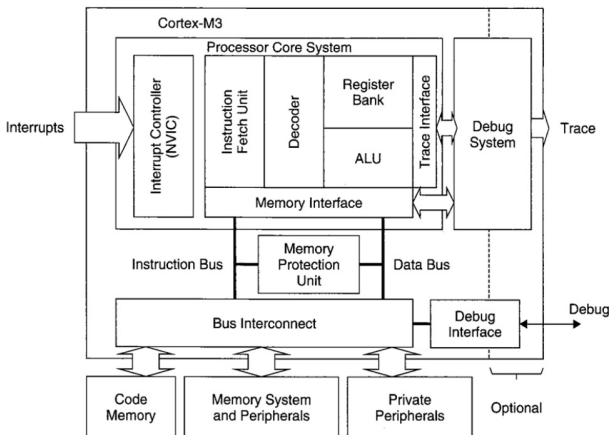 Cortex-M3
Processor Core System
Interrupts
Interrupt Controller
(NVIC)
Instruction
Fetch Unit
Decoder
Register
Bank
ALU
Trace Interface
Memory Interface
Debug
System
Trace
Instruction Bus
Memory
Protection
Unit
Data Bus
Bus Interconnect
Debug
Interface
Debug
Code
Memory
Memory System
and Peripherals
Private
Peripherals
Optional